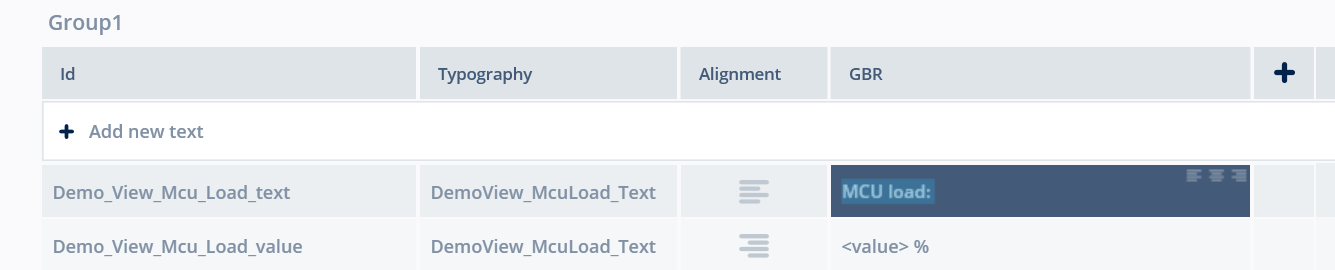 Group1
Id Typography Alignment GBR
Add new text
Demo_View_Mcu_Load_text DemoView_McuLoad_Text MCU load:
Demo_View_Mcu_Load_value DemoView_McuLoad_Text <value> %